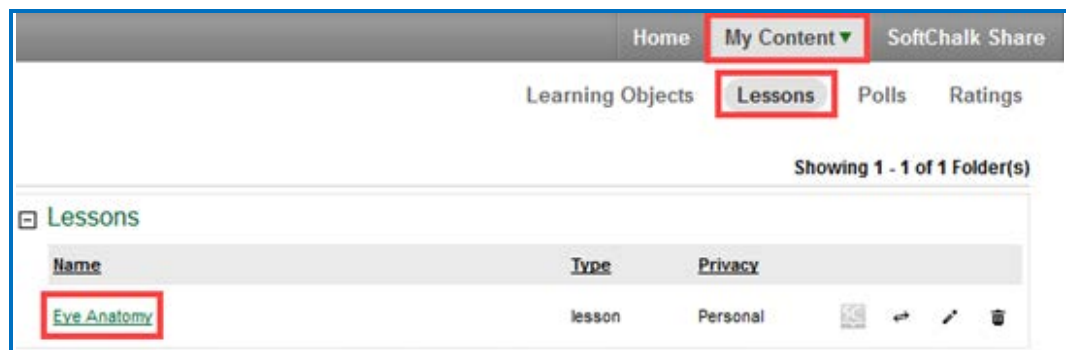 Home My Content SoftChalk Share
Learning Objects Lessons Polls Ratings
Showing 1 - 1 of 1 Folder(s)
Lessons
Name Type Privacy
Eye Anatomy lesson Personal